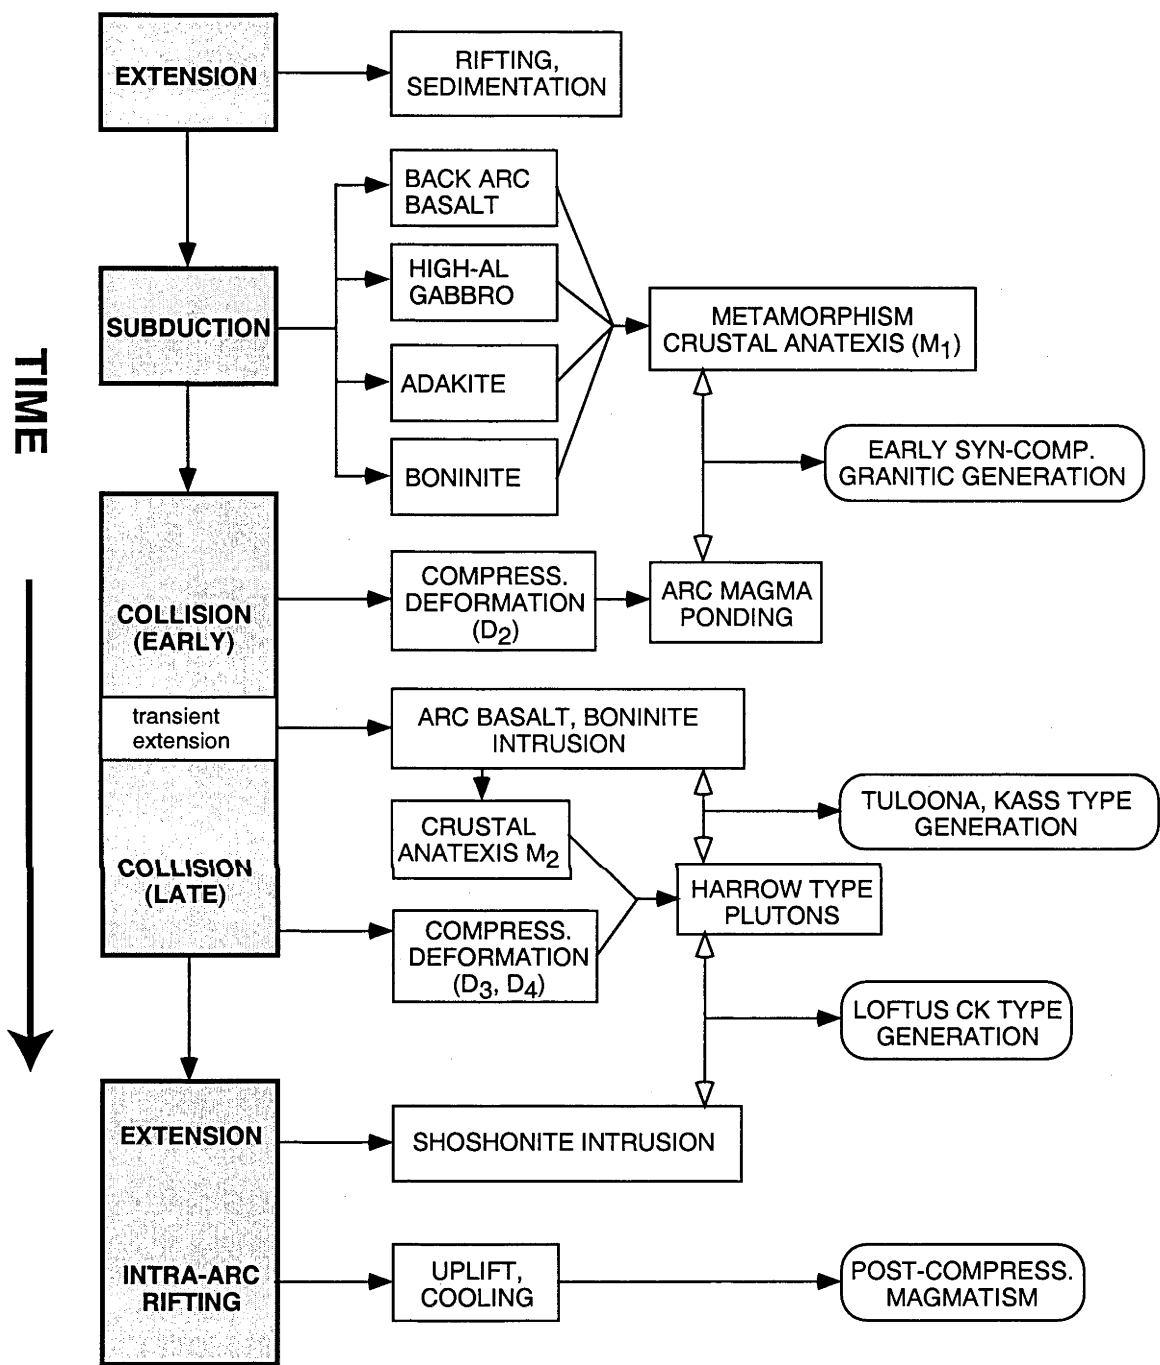 EXTENSION
RIFTING,
SEDIMENTATION
BACK ARC
BASALT
HIGH-AL
GABBRO
SUBDUCTION
METAMORPHISM
CRUSTAL ANATEXIS (M1)
ADAKITE
TIME
EARLY SYN-COMP.
GRANITIC GENERATION
BONINITE
COLLISION
(EARLY)
COMPRESS.
DEFORMATION
(D2)
ARC MAGMA
PONDING
transient
extension
ARC BASALT, BONINITE
INTRUSION
TULOONA, KASS TYPE
GENERATION
CRUSTAL
ANATEXIS M2
COLLISION
(LATE)
HARROW TYPE
PLUTONS
COMPRESS.
DEFORMATION
(D3, D4)
LOFTUS CK TYPE
GENERATION
EXTENSION
SHOSHONITE INTRUSION
INTRA-ARC
RIFTING
UPLIFT,
COOLING
POST-COMPRESS.
MAGMATISM